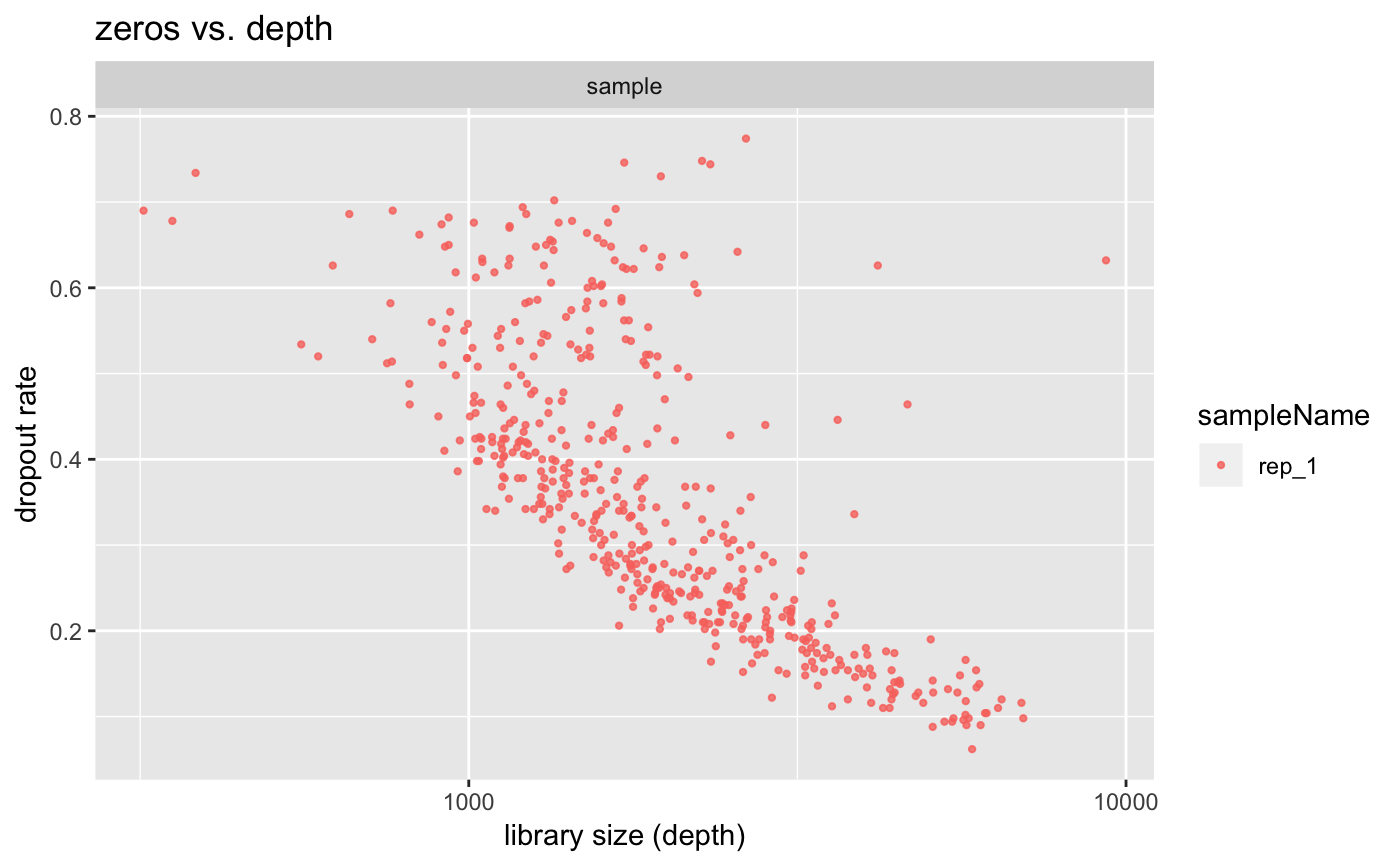 zeros vs. depth
sample
0.8
0.6
0.4
0.2
dropout rate
1000
10000
library size (depth)
sampleName
rep_1